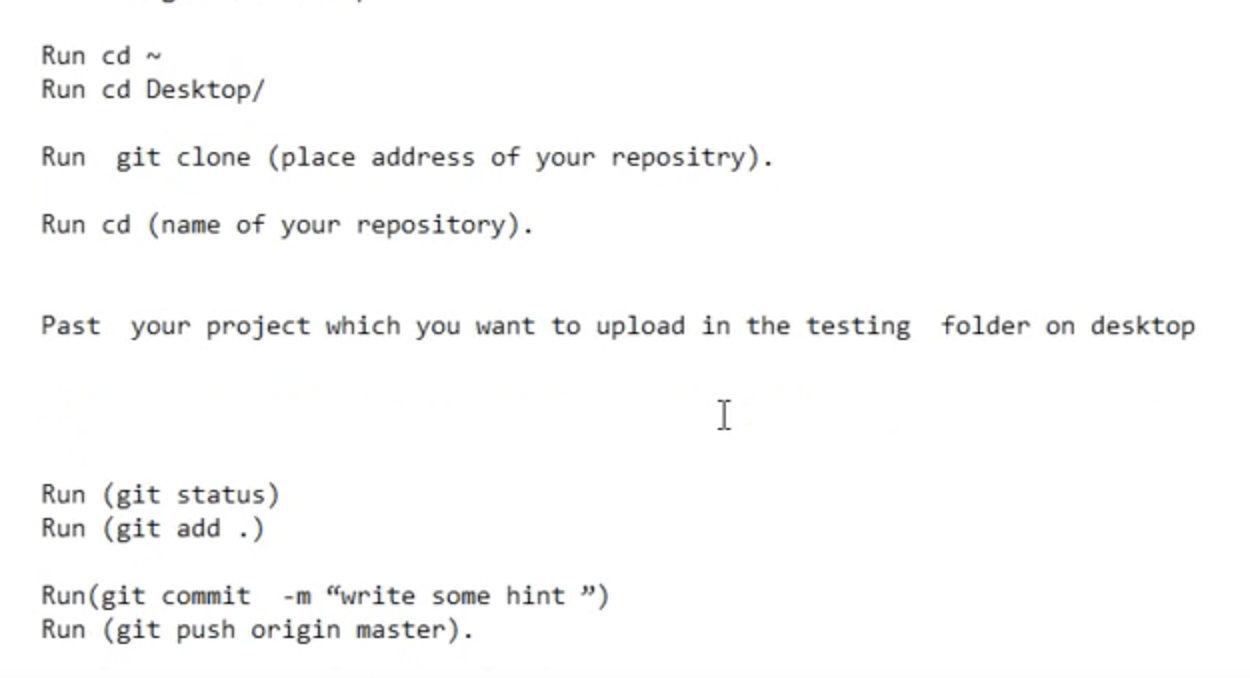 Run cd ~
Run cd Desktop/
Run  git clone (place address of your repositry).
Run cd (name of your repository).
Past  your project which you want to upload in the testing  folder on desktop
Run (git status)
Run (git add .)
Run(git commit  -m “write some hint ”)
Run (git push origin master).